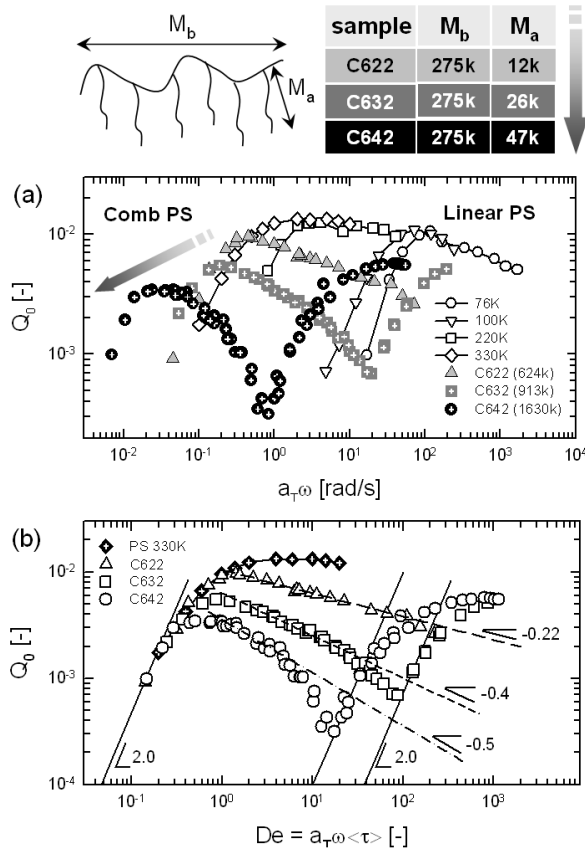 M_b
M_a
sample M_b M_a
C622 275k 12k
C632 275k 26k
C642 275k 47k
(a)
Comb PS
Linear PS
10^-2
10^-3
Q_0 [-]
76K
100K
220K
330K
C622 (624k)
C632 (913k)
C642 (1630k)
10^-2 10^-1 10^0 10^1 10^2 10^3 10^4
a_Tω [rad/s]
(b)
PS 330K
C622
C632
C642
10^-2
10^-3
10^-4
Q_0 [-]
-0.22
-0.4
-0.5
2.0
2.0
10^-1 10^0 10^1 10^2 10^3
De = a_Tω<τ> [-]